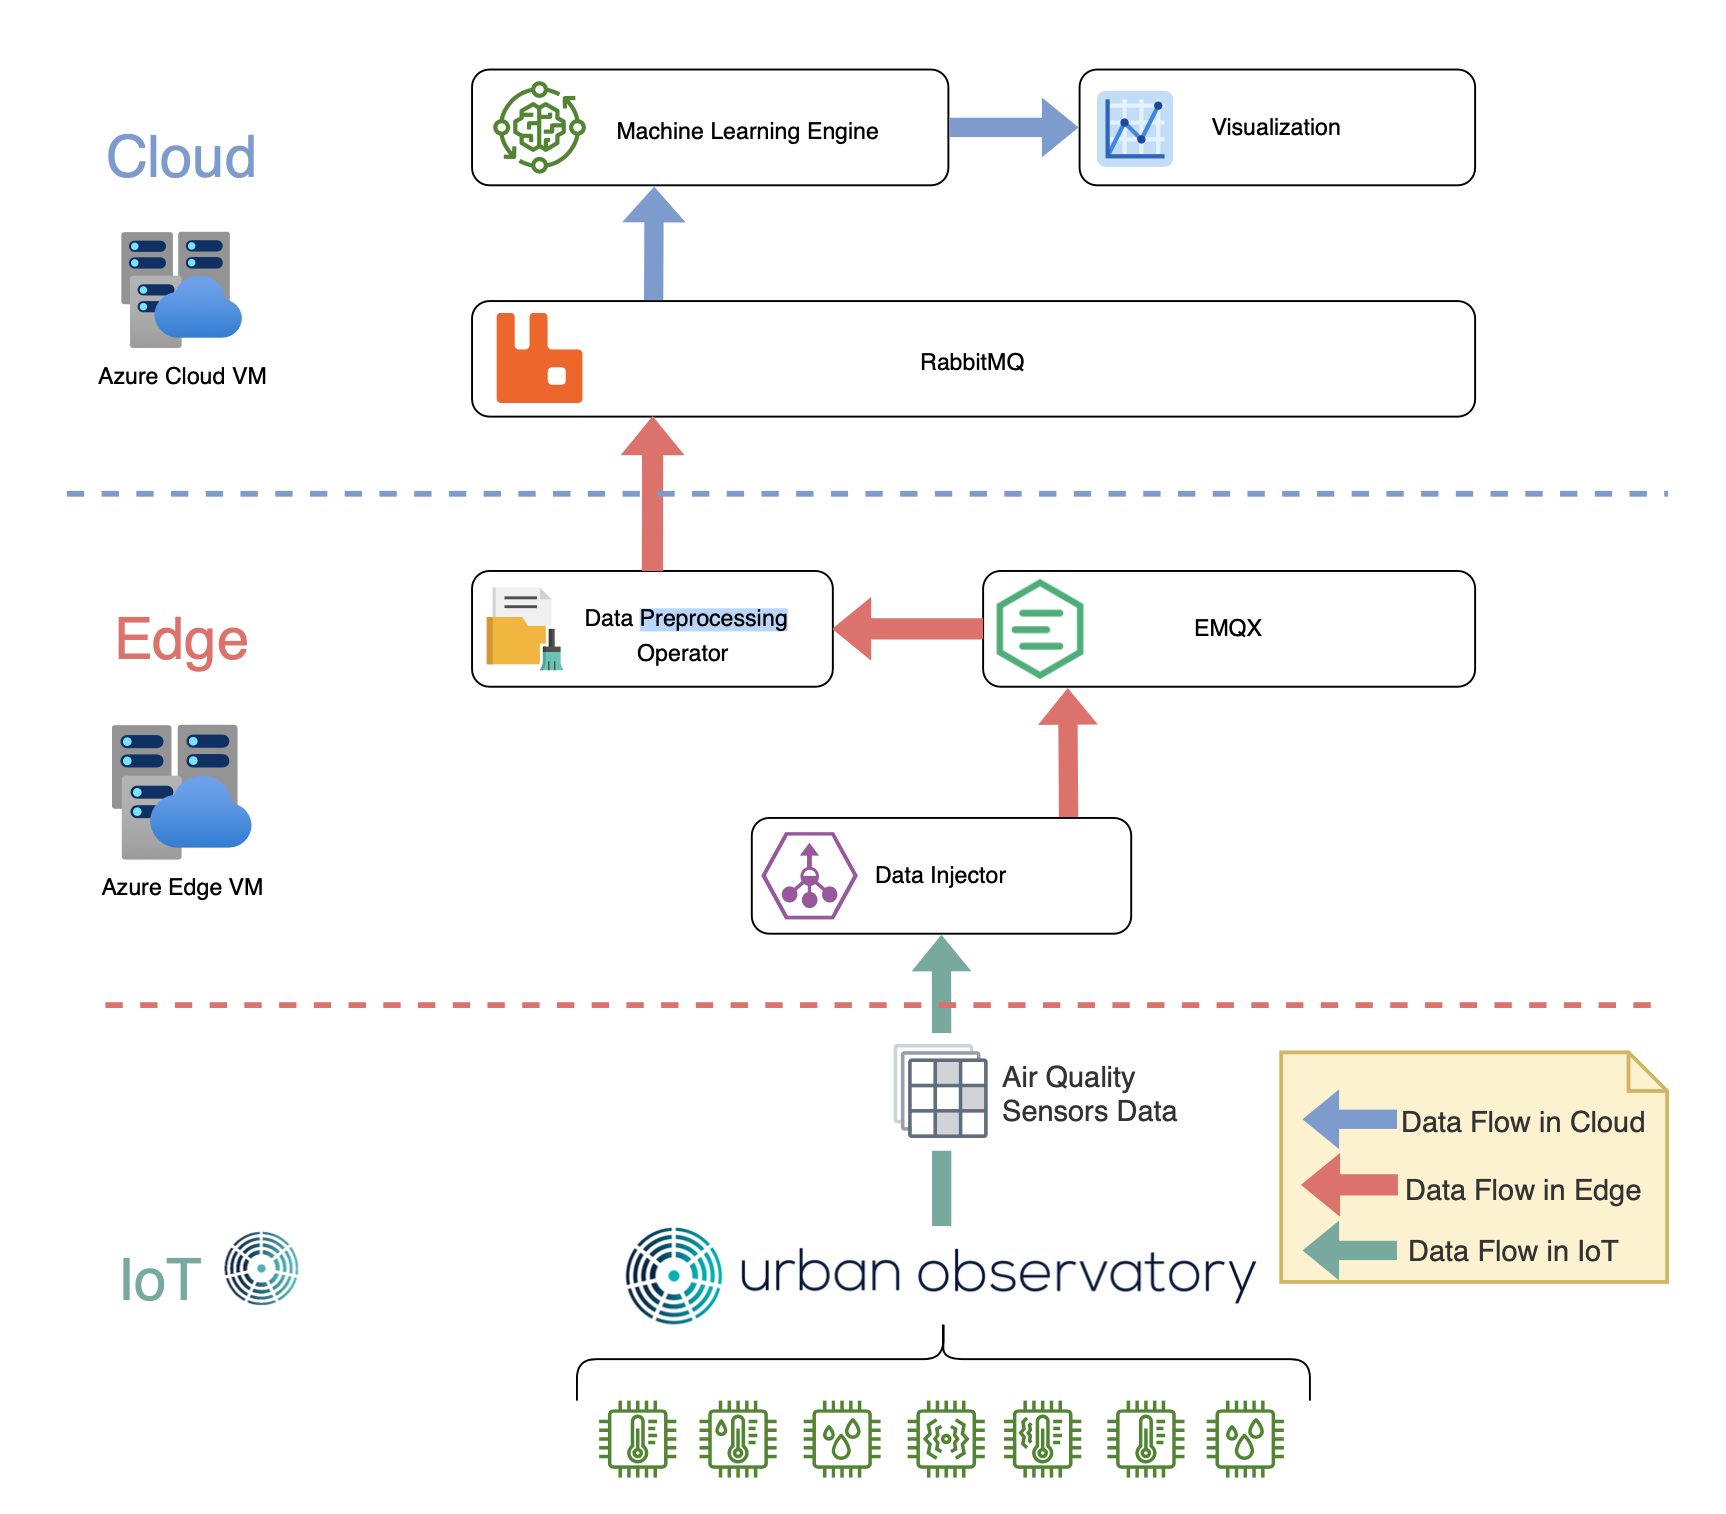 Cloud
Azure Cloud VM
Machine Learning Engine
Visualization
RabbitMQ
Edge
Azure Edge VM
Data Preprocessing
Operator
EMQX
Data Injector
Air Quality
Sensors Data
IoT
urban observatory
Data Flow in Cloud
Data Flow in Edge
Data Flow in IoT